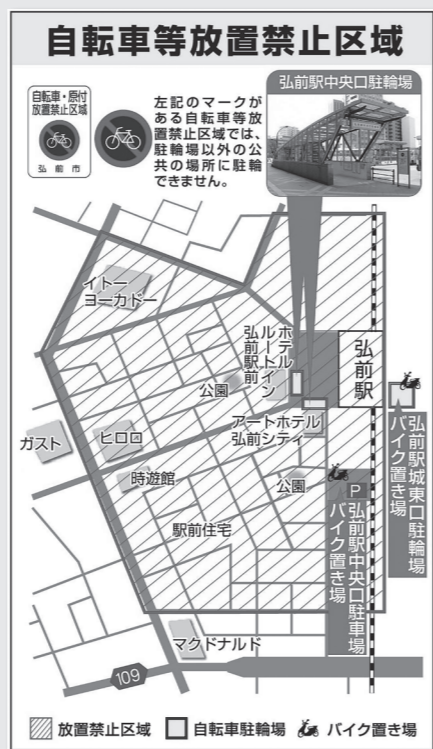 自転車等放置禁止区域
自転車・原付
放置禁止区域
弘前市
左記のマークが
ある自転車等放
置禁止区域では、
駐輪場以外の公
共の場所に駐輪
できません。
弘前駅中央口駐輪場
イトー
ヨーカドー
ホテル
ルートイン
弘前駅前
弘前駅
公園
アートホテル
弘前シティ
ガスト
ヒロロ
時遊館
公園
駅前住宅
弘前駅城東口駐輪場
バイク置き場
P
弘前駅中央口駐車場
バイク置き場
マクドナルド
109
放置禁止区域
自転車駐輪場
バイク置き場